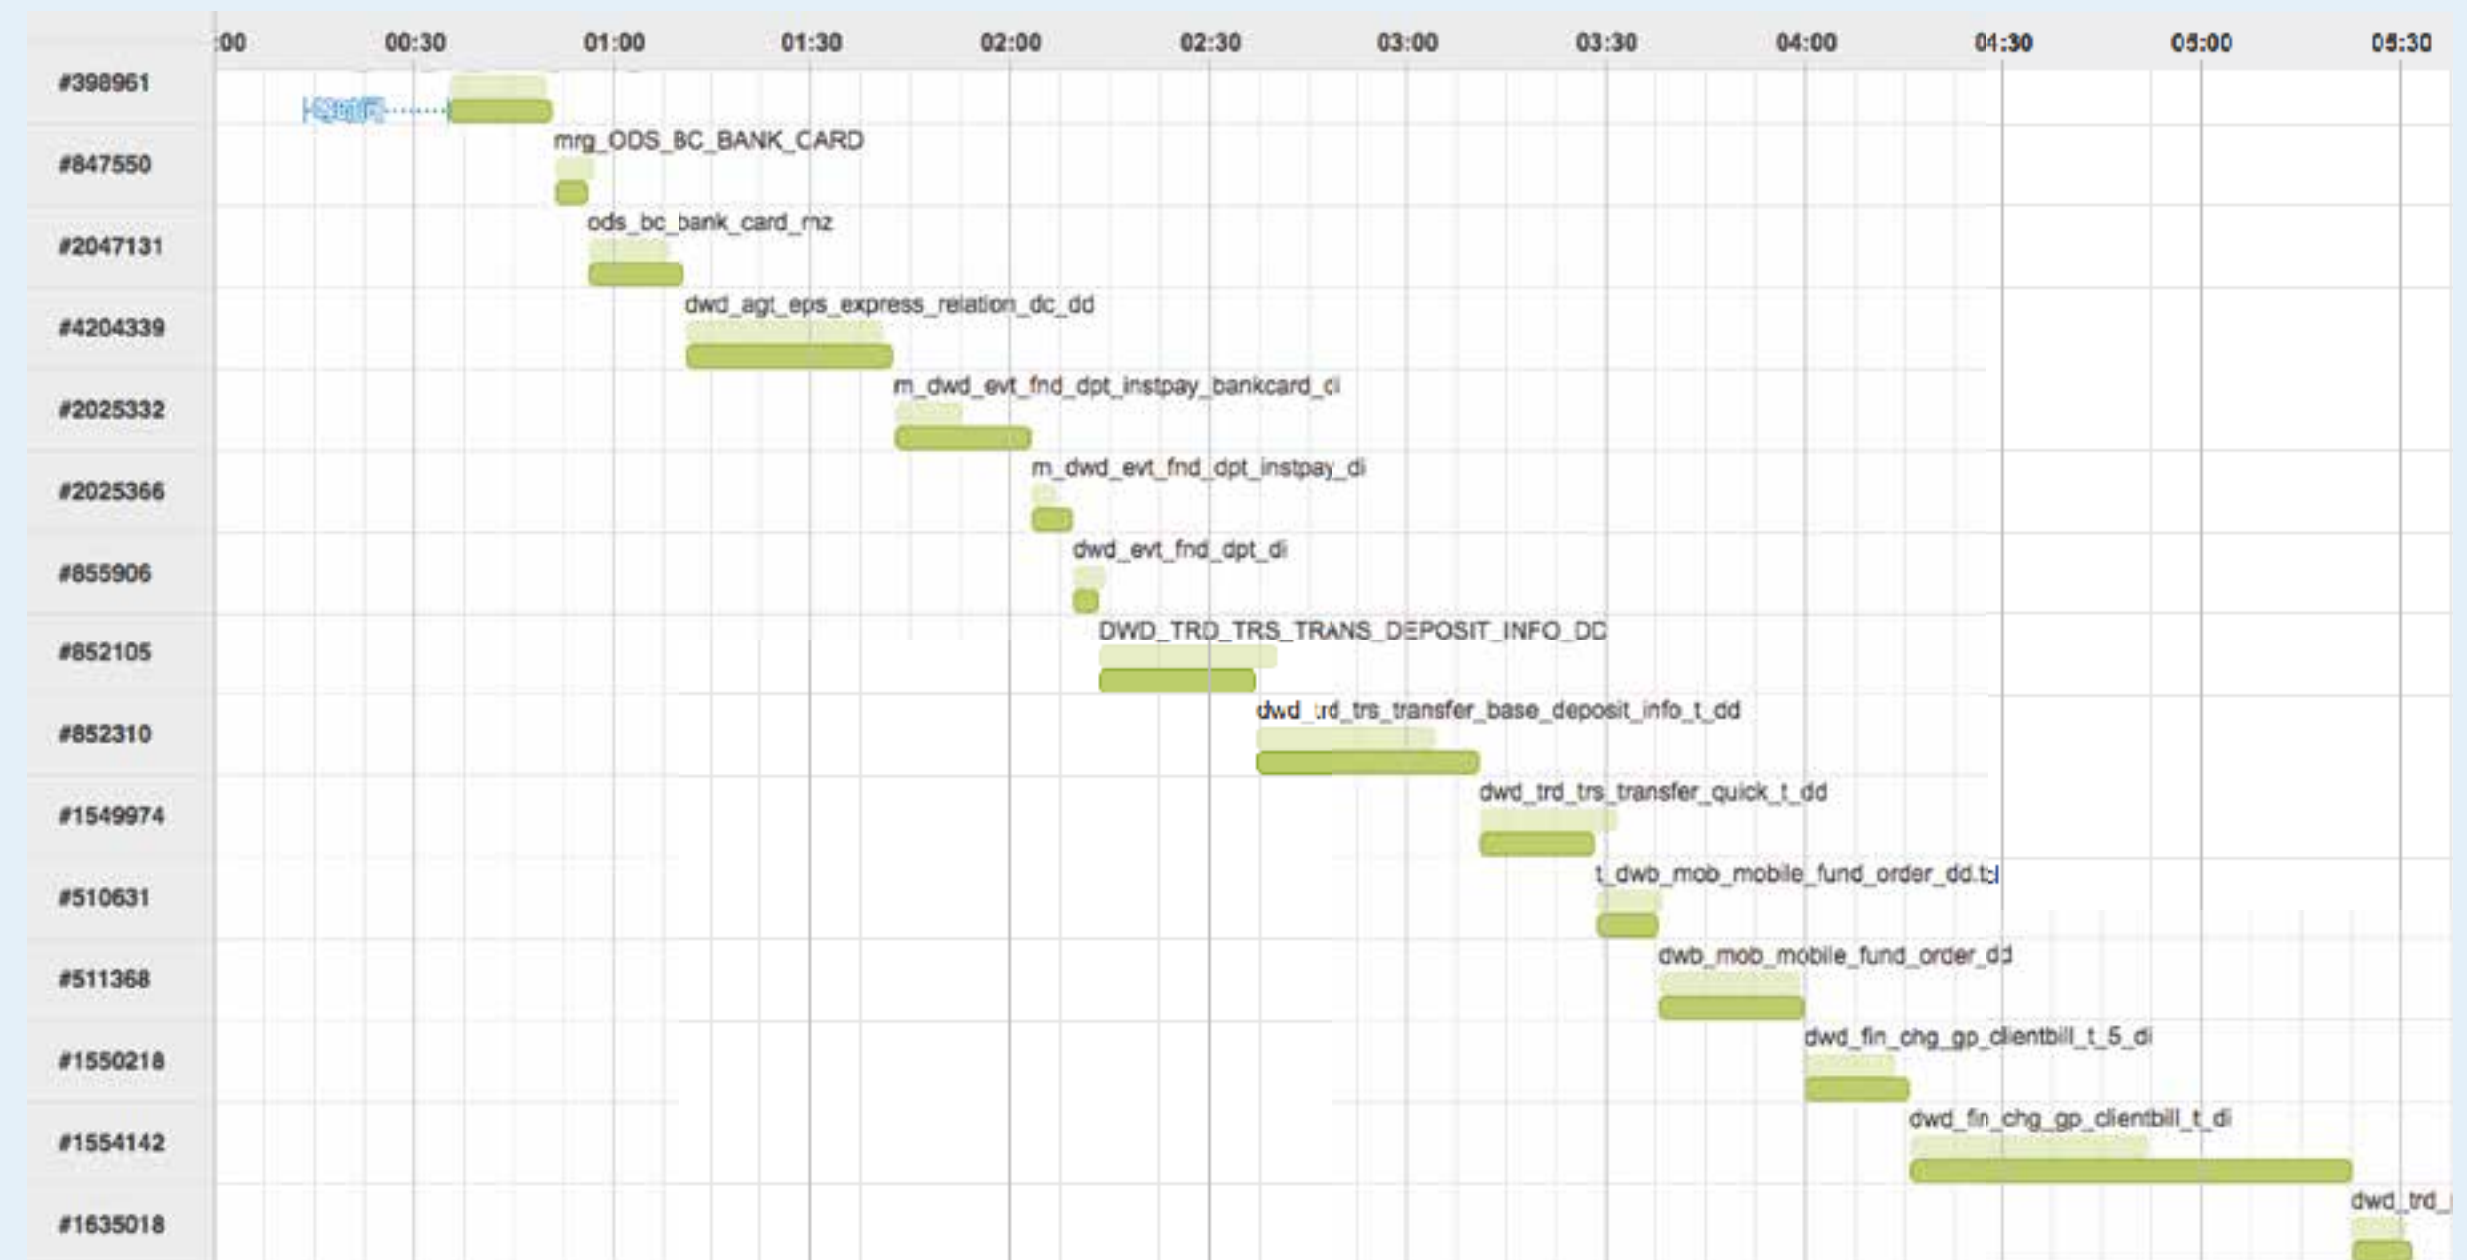 :00 00:30 01:00 01:30 02:00 02:30 03:00 03:30 04:00 04:30 05:00 05:30
#398961
mrg_ODS_BC_BANK_CARD
#847550
ods_bc_bank_card_mz
#2047131
dwd_agt_eps_express_relation_dc_dd
#4204339
m_dwd_evt_fnd_dpt_instpay_bankcard_di
#2025332
m_dwd_evt_fnd_dpt_instpay_di
#2025366
dwd_evt_fnd_dpt_di
#855906
DWD_TRD_TRS_TRANS_DEPOSIT_INFO_DD
#852105
dwd_trd_trs_transfer_base_deposit_info_t_dd
#852310
dwd_trd_trs_transfer_quick_t_dd
#1549974
t_dwb_mob_mobile_fund_order_dd.tcl
#510631
dwb_mob_mobile_fund_order_dd
#511368
dwd_fin_chg_gp_clientbill_t_5_di
#1550218
dwd_fin_chg_gp_clientbill_t_di
#1554142
dwd_trd_
#1635018